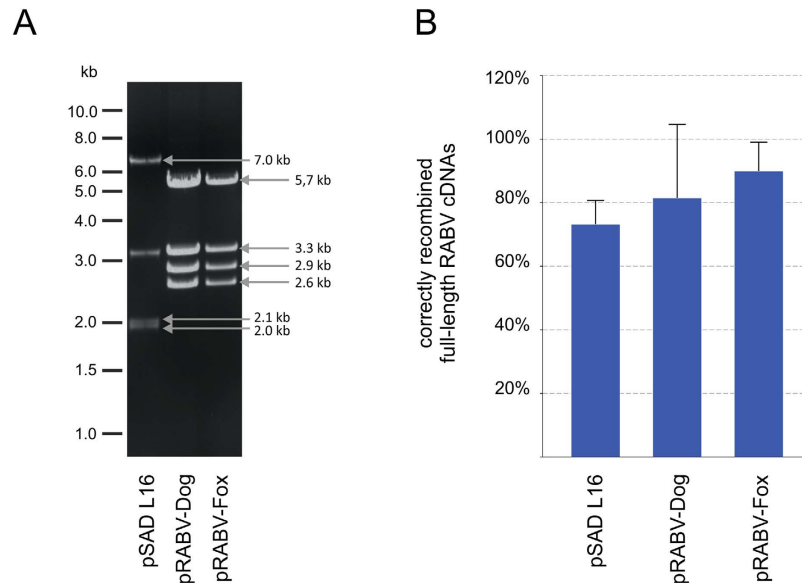 A
kb
10.0
8.0
6.0
5.0
4.0
3.0
2.0
1.5
1.0
7.0 kb
5,7 kb
3.3 kb
2.9 kb
2.6 kb
2.1 kb
2.0 kb
pSAD L16
pRABV-Dog
pRABV-Fox
B
correctly recombined
full-length RABV cDNAs
120%
100%
80%
60%
40%
20%
pSAD L16
pRABV-Dog
pRABV-Fox